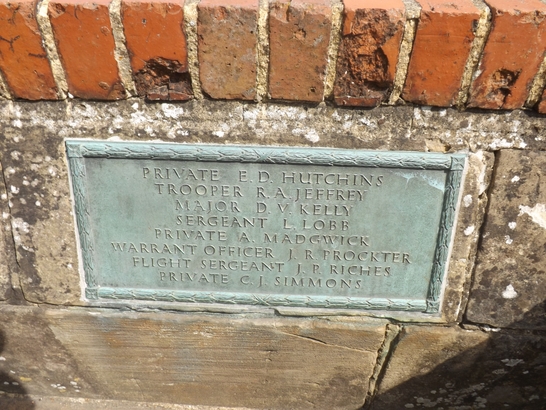 PRIVATE E. D. HUTCHINS
TROOPER R. A. JEFFREY
MAJOR D. V. KELLY
SERGEANT L. LOBB
PRIVATE A. MADGWICK
WARRANT OFFICER J. R PROCKTER
FLIGHT SERGEANT J. P. RICHES
PRIVATE C. J. SIMMONS